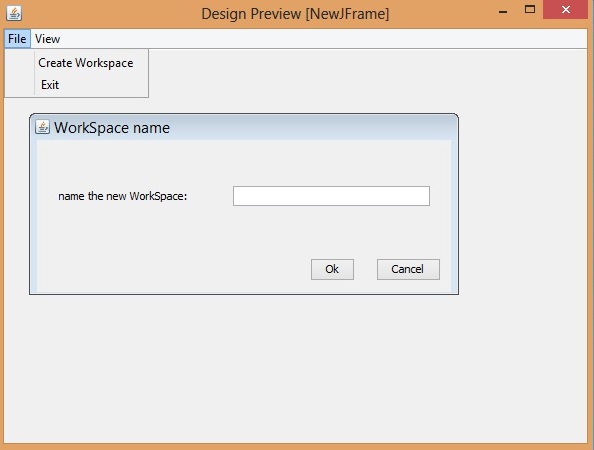 Design Preview [NewJFrame]
File View
Create Workspace
Exit
WorkSpace name
name the new WorkSpace:
Ok Cancel